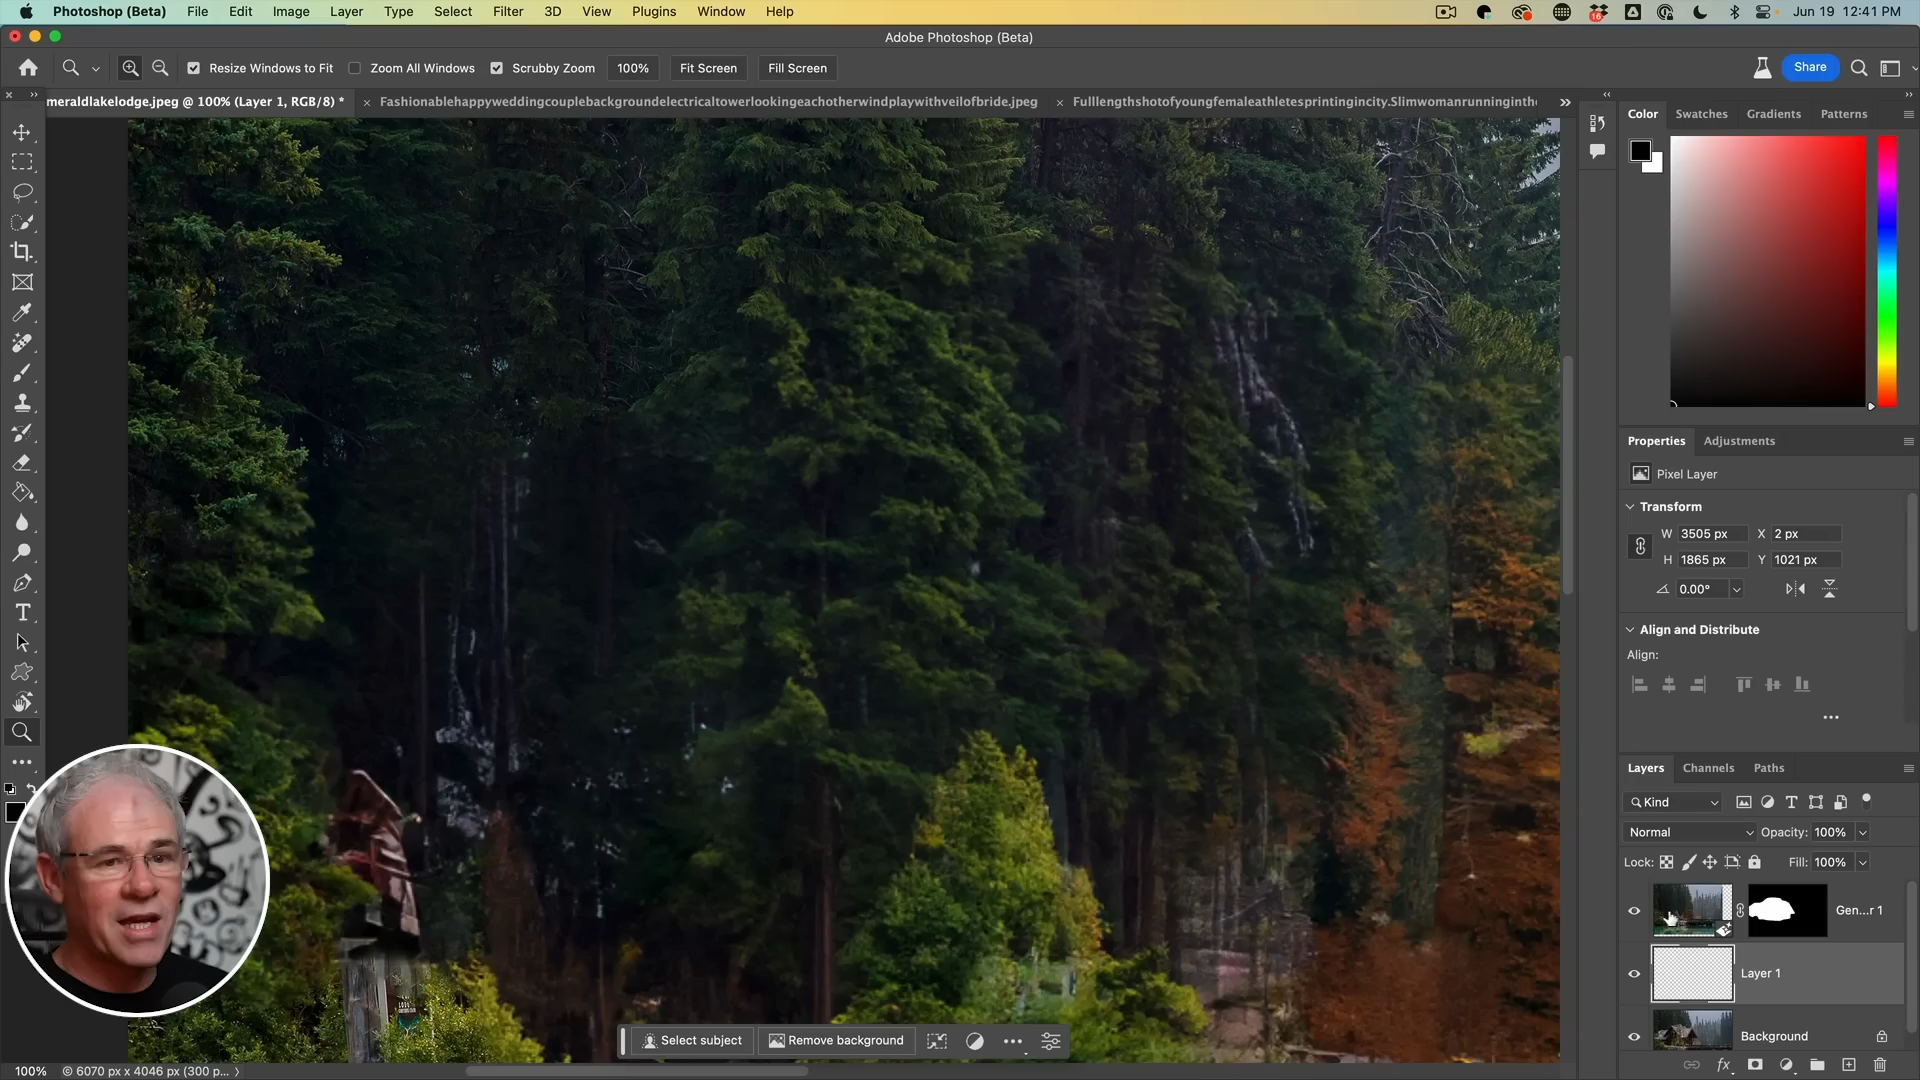 Photoshop (Beta) File Edit Image Layer Type Select Filter 3D View Plugins Window Help 16 Jun 19 12:41 PM
Adobe Photoshop (Beta)
Resize Windows to Fit Zoom All Windows Scrubby Zoom 100% Fit Screen Fill Screen Share
meraldlakelodge.jpeg @ 100% (Layer 1, RGB/8) * × Fashionablehappyweddingcouplebackgroundelectricaltowerlookingeachotherwindplaywithveilofbride.jpeg × Fulllengthshotofyoungfemaleathletesprintingincity.Slimwomanrunninginthe
Color Swatches Gradients Patterns
Properties Adjustments
Pixel Layer
Transform
W 3505 px X 2 px
H 1865 px Y 1021 px
0.00°
Align and Distribute
Align:
Layers Channels Paths
Kind
Normal Opacity: 100%
Lock: Fill: 100%
Gen...r 1
Layer 1
Background
Select subject Remove background
100% © 6070 px x 4046 px (300 p...
fx